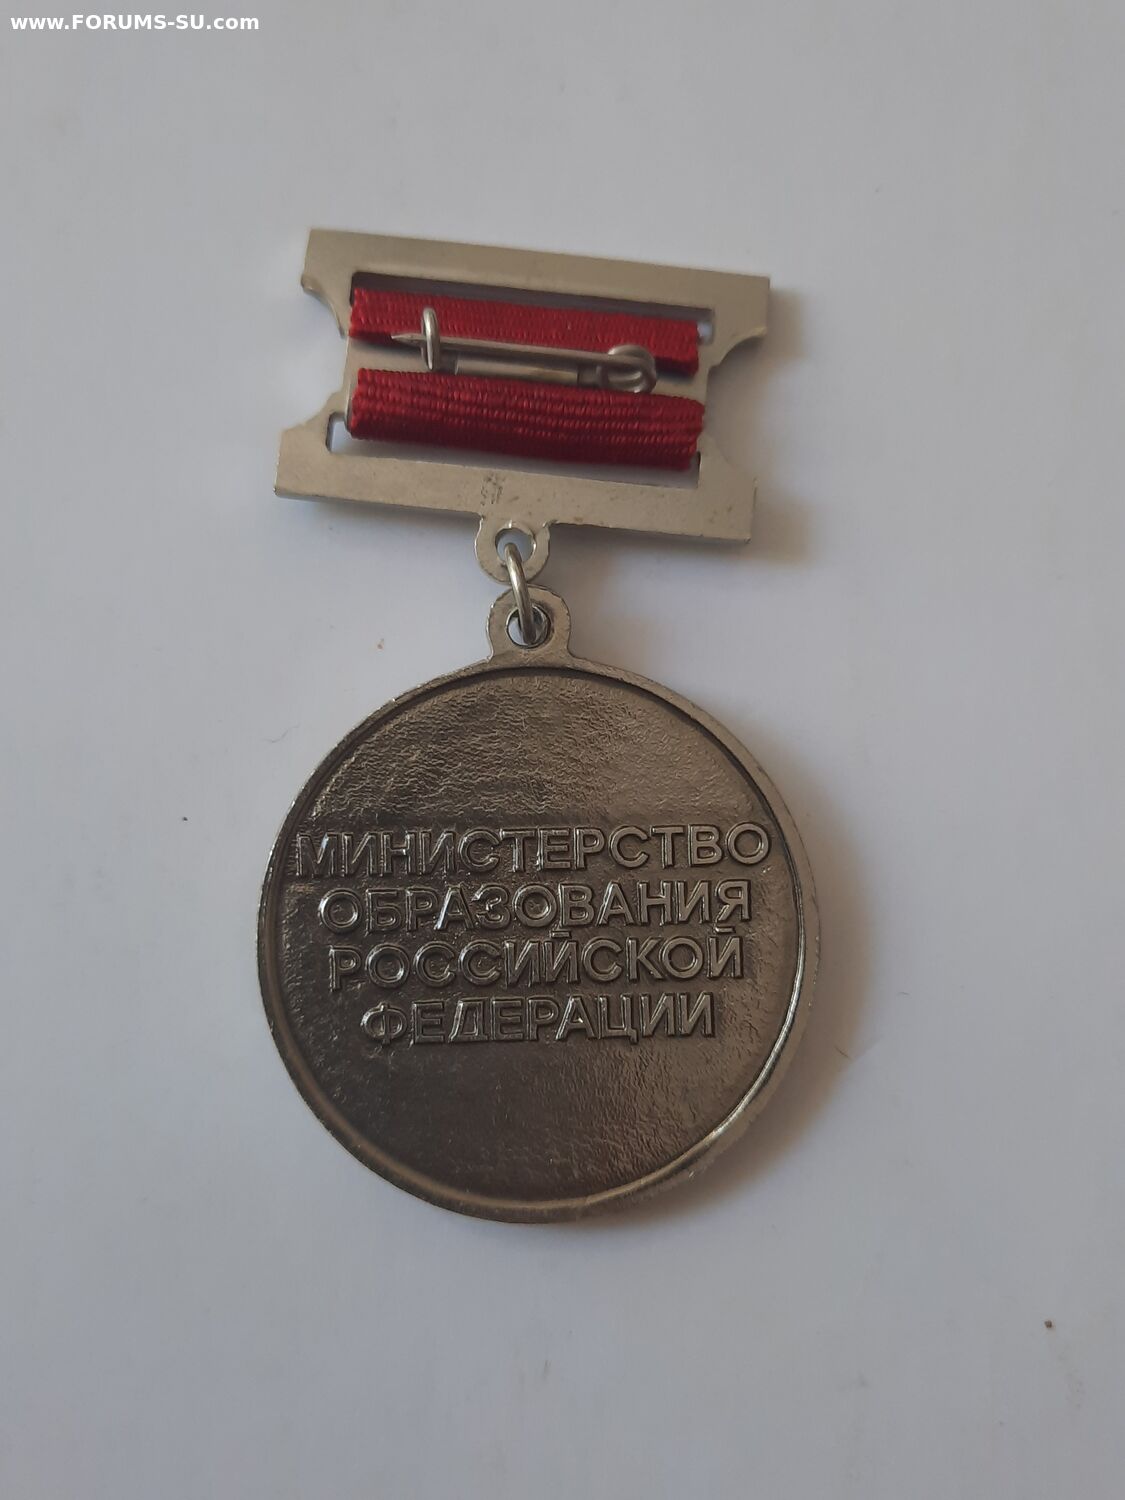 www.FORUMS-SU.com
МИНИСТЕРСТВО
ОБРАЗОВАНИЯ
РОССИЙСКОЙ
ФЕДЕРАЦИИ